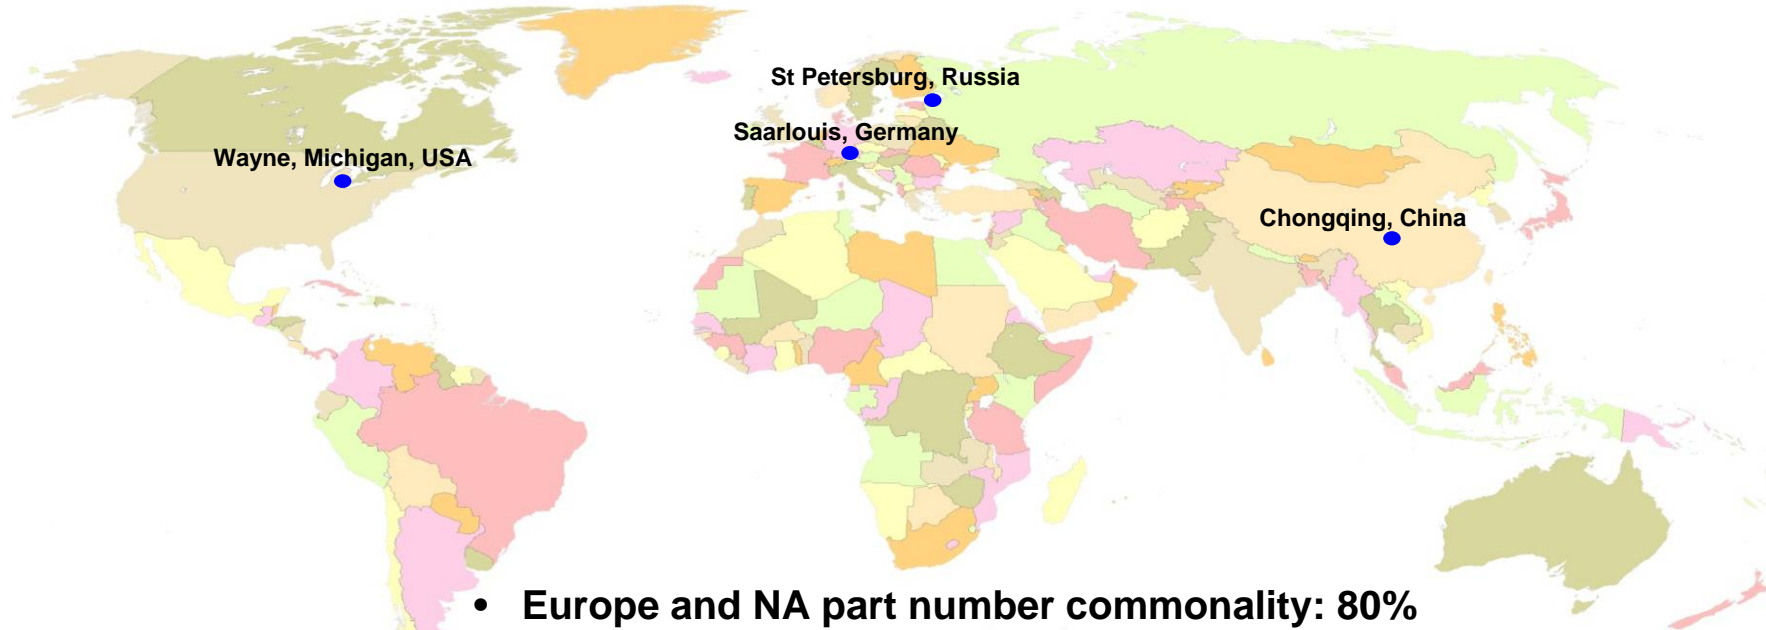 St Petersburg, Russia
Saarlouis, Germany
Wayne, Michigan, USA
Chongqing, China
• Europe and NA part number commonality: 80%